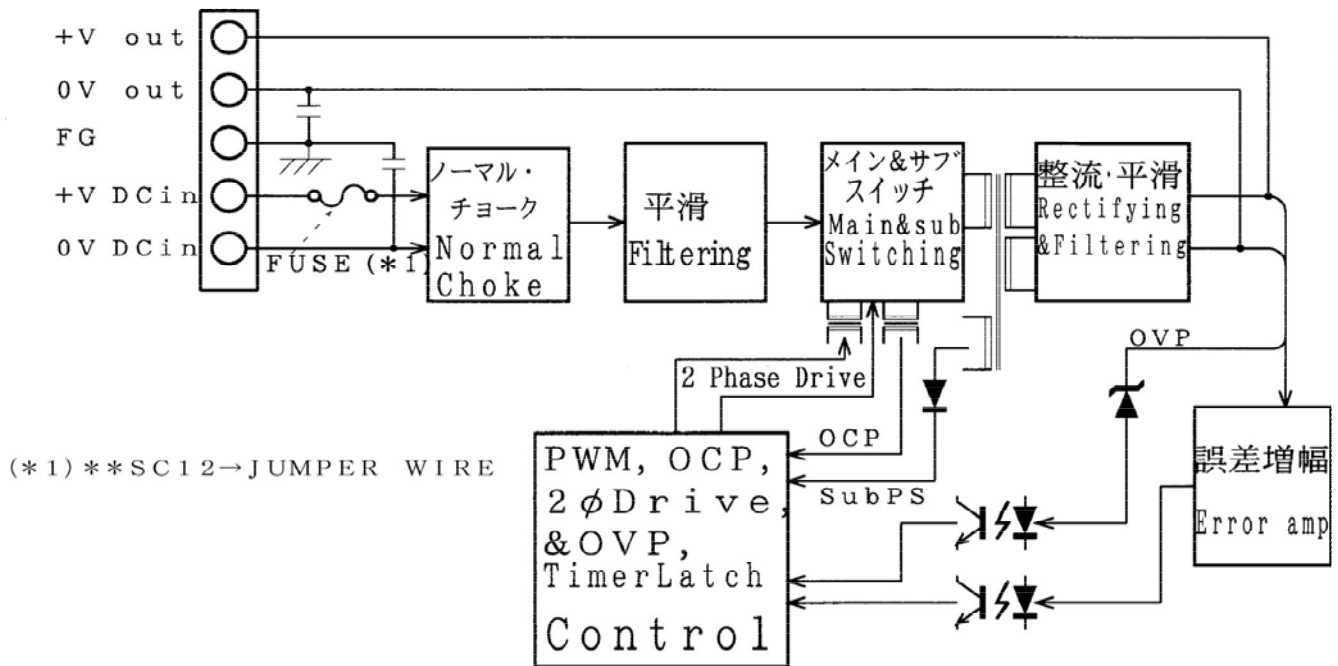 +V out
0V out
FG
+V DCin
0V DCin
FUSE (*1)
ノーマル・
チョーク
Normal
Choke
平滑
Filtering
メイン&サブ
スイッチ
Main&sub
Switching
整流・平滑
Rectifying
&Filtering
2 Phase Drive
OVP
OCP
SubPS
PWM, OCP,
2φDrive,
&OVP,
TimerLatch
Control
誤差増幅
Error amp
(*1) **SC12→JUMPER WIRE